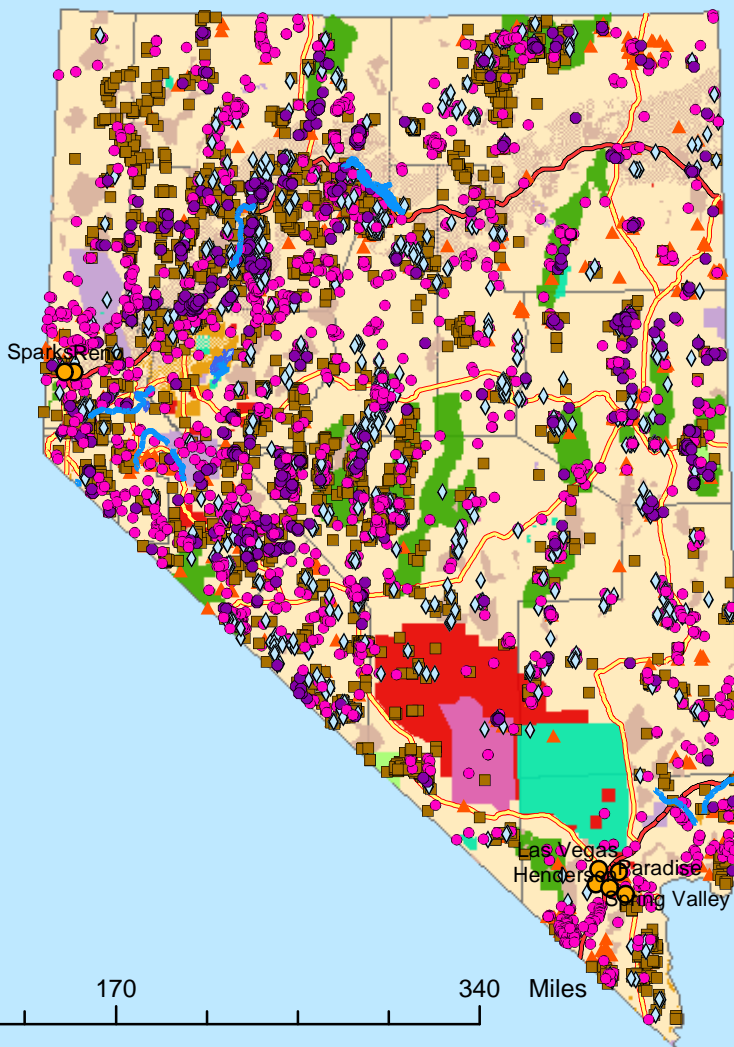 SparksReno
Las Vegas
Paradise
Henderson
Spring Valley
170
340
Miles